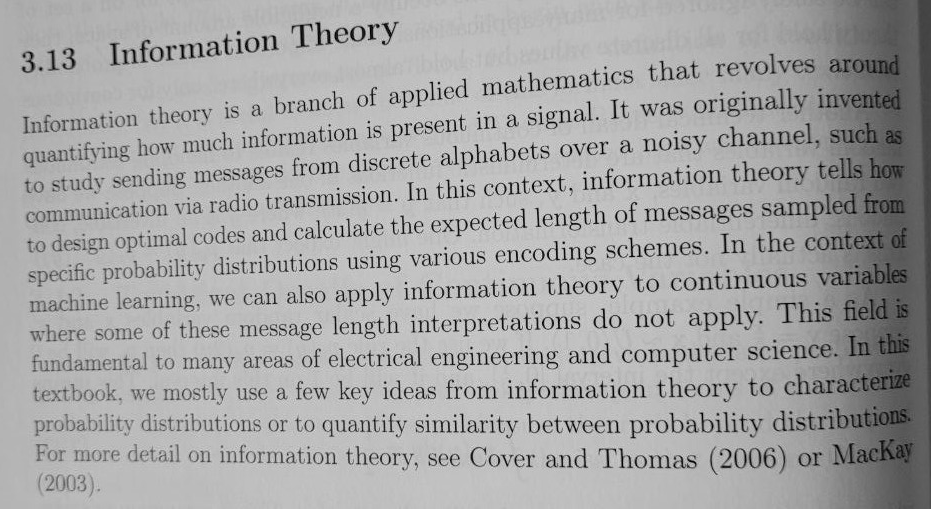 3.13 Information Theory
Information theory is a branch of applied mathematics that revolves around
quantifying how much information is present in a signal. It was originally invented
to study sending messages from discrete alphabets over a noisy channel, such as
communication via radio transmission. In this context, information theory tells how
to design optimal codes and calculate the expected length of messages sampled from
specific probability distributions using various encoding schemes. In the context of
machine learning, we can also apply information theory to continuous variables
where some of these message length interpretations do not apply. This field is
fundamental to many areas of electrical engineering and computer science. In this
textbook, we mostly use a few key ideas from information theory to characterize
probability distributions or to quantify similarity between probability distributions.
For more detail on information theory, see Cover and Thomas (2006) or MacKay
(2003).